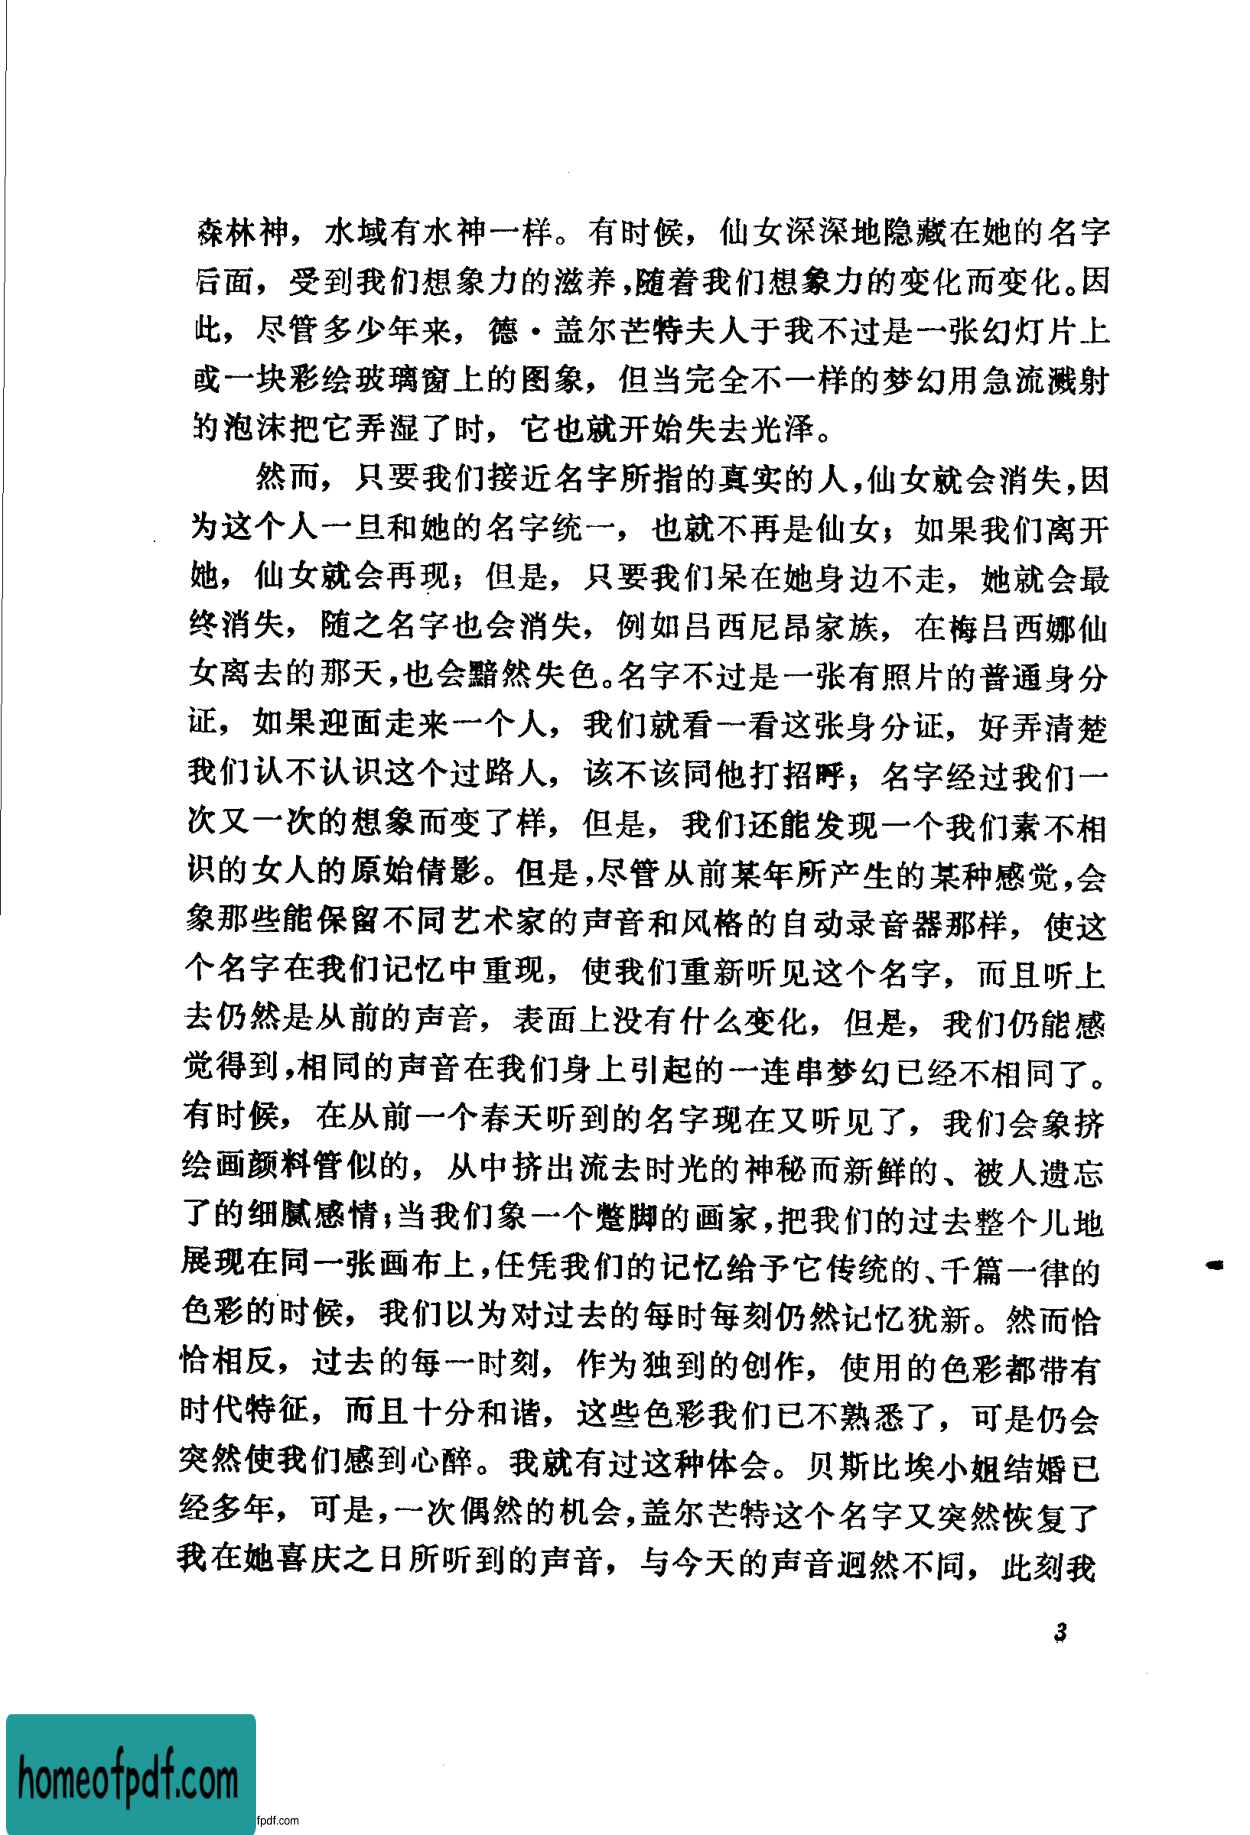 森林神，水域有水神一样。有时候，仙女深深地隐藏在她的名字
后面，受到我们想象力的滋养，随着我们想象力的变化而变化。因
此，尽管多少年来，德·盖尔芒特夫人于我不过是一张幻灯片上
或一块彩绘玻璃窗上的图象，但当完全不一样的梦幻用急流溅射
的泡沫把它弄湿了时，它也就开始失去光泽。
然而，只要我们接近名字所指的真实的人，仙女就会消失，因
为这个人一旦和她的名字统一，也就不再是仙女；如果我们离开
她，仙女就会再现；但是，只要我们呆在她身边不走，她就会最
终消失，随之名字也会消失，例如吕西尼昂家族，在梅吕西娜仙
女离去的那天，也会黯然失色。名字不过是一张有照片的普通身分
证，如果迎面走来一个人，我们就看一看这张身分证，好弄清楚
我们认不认识这个过路人，该不该同他打招呼；名字经过我们一
次又一次的想象而变了样，但是，我们还能发现一个我们素不相
识的女人的原始倩影。但是，尽管从前某年所产生的某种感觉，会
象那些能保留不同艺术家的声音和风格的自动录音器那样，使这
个名字在我们记忆中重现，使我们重新听见这个名字，而且听上
去仍然是从前的声音，表面上没有什么变化，但是，我们仍能感
觉得到，相同的声音在我们身上引起的一连串梦幻已经不相同了。
有时候，在从前一个春天听到的名字现在又听见了，我们会象挤
绘画颜料管似的，从中挤出流去时光的神秘而新鲜的、被人遗忘
了的细腻感情；当我们象一个蹩脚的画家，把我们的过去整个儿地
展现在同一张画布上，任凭我们的记忆给予它传统的、千篇一律的
色彩的时候，我们以为对过去的每时每刻仍然记忆犹新。然而恰
恰相反，过去的每一时刻，作为独到的创作，使用的色彩都带有
时代特征，而且十分和谐，这些色彩我们已不熟悉了，可是仍会
突然使我们感到心醉。我就有过这种体会。贝斯比埃小姐结婚已
经多年，可是，一次偶然的机会，盖尔芒特这个名字又突然恢复了
我在她喜庆之日所听到的声音，与今天的声音迥然不同，此刻我
3
homeofpdf.com
fpdf.com